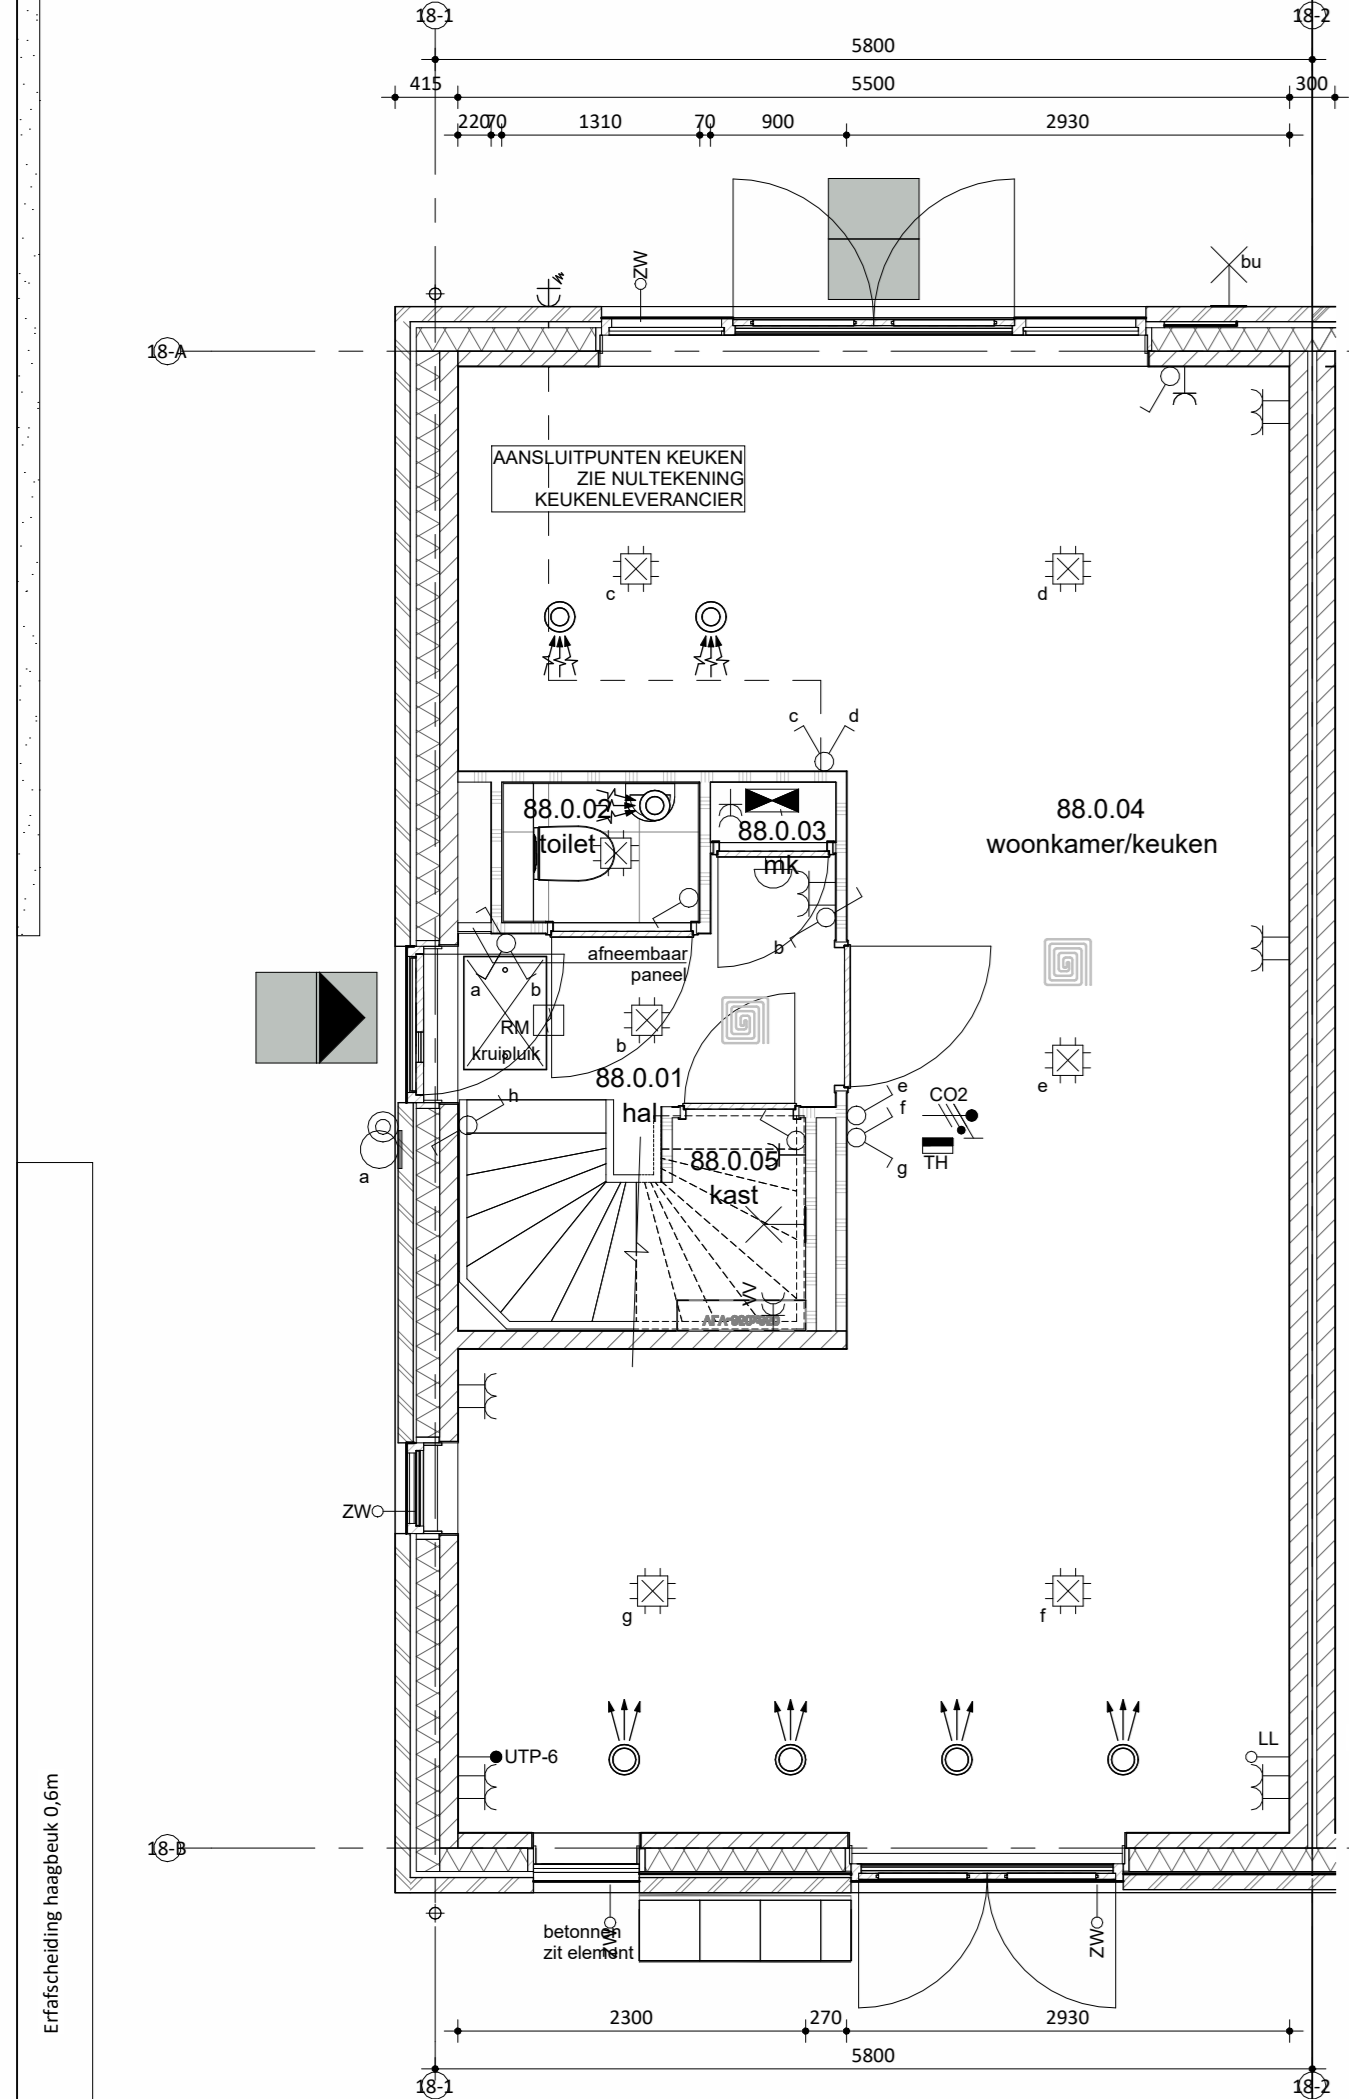 18-1
18-2
5800
415
5500
300
220
70
1310
70
900
2930
ZW
bu
18-A
AANSLUITPUNTEN KEUKEN
ZIE NULTEKENING
KEUKENLEVERANCIER
c
d
c
d
88.0.02
toilet
88.0.03
mk
88.0.04
woonkamer/keuken
afneembaar
paneel
b
a
b
RM
kruipluik
b
88.0.01
hal
h
e
f
g
CO2
TH
e
a
88.0.05
kast
VV
ZW
g
f
UTP-6
LL
18-B
betonnen
zit element
ZW
ZW
Erfafscheiding haagbeuk 0,6m
2300
270
2930
5800
18-1
18-2